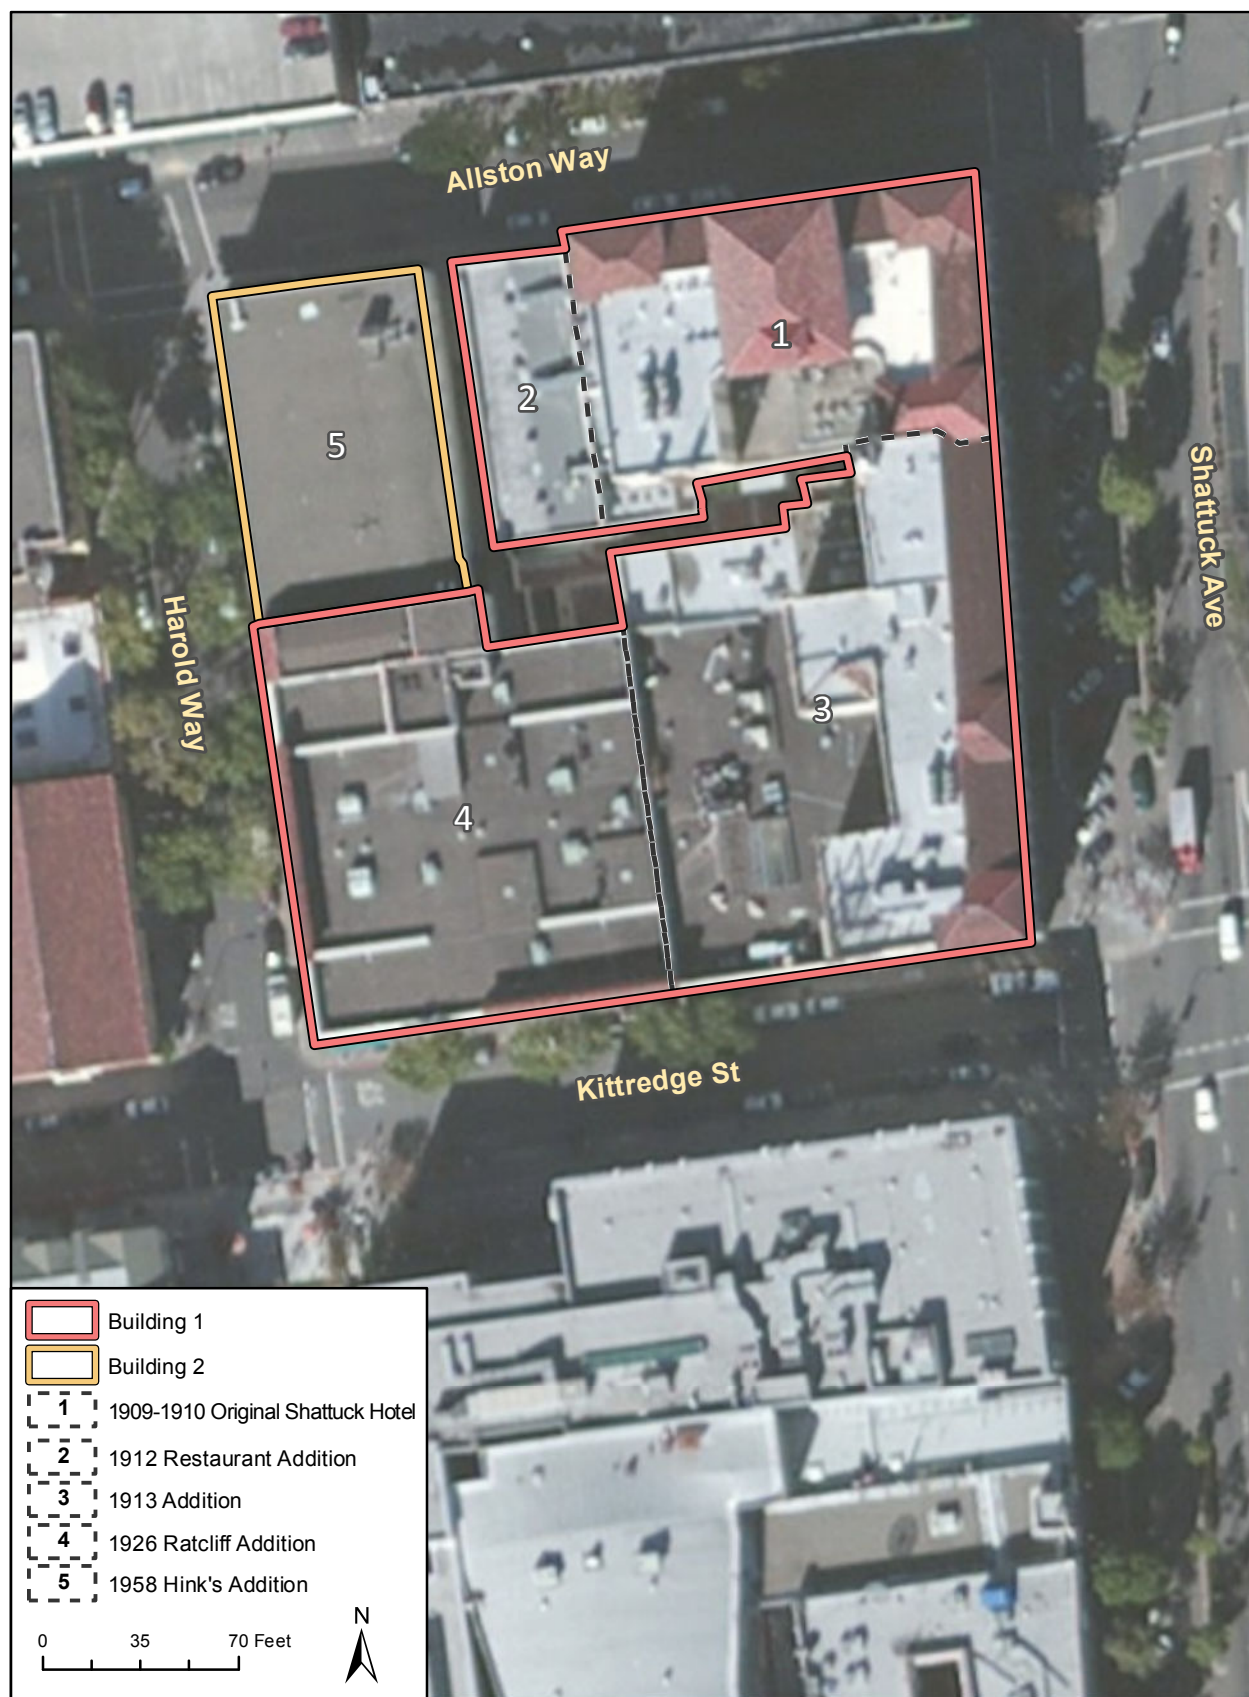 Allston Way
1
2
5
Shattuck Ave
Harold Way
3
4
Kittredge St
Building 1
Building 2
1 1909-1910 Original Shattuck Hotel
2 1912 Restaurant Addition
3 1913 Addition
4 1926 Ratcliff Addition
5 1958 Hink's Addition
N
0 35 70 Feet